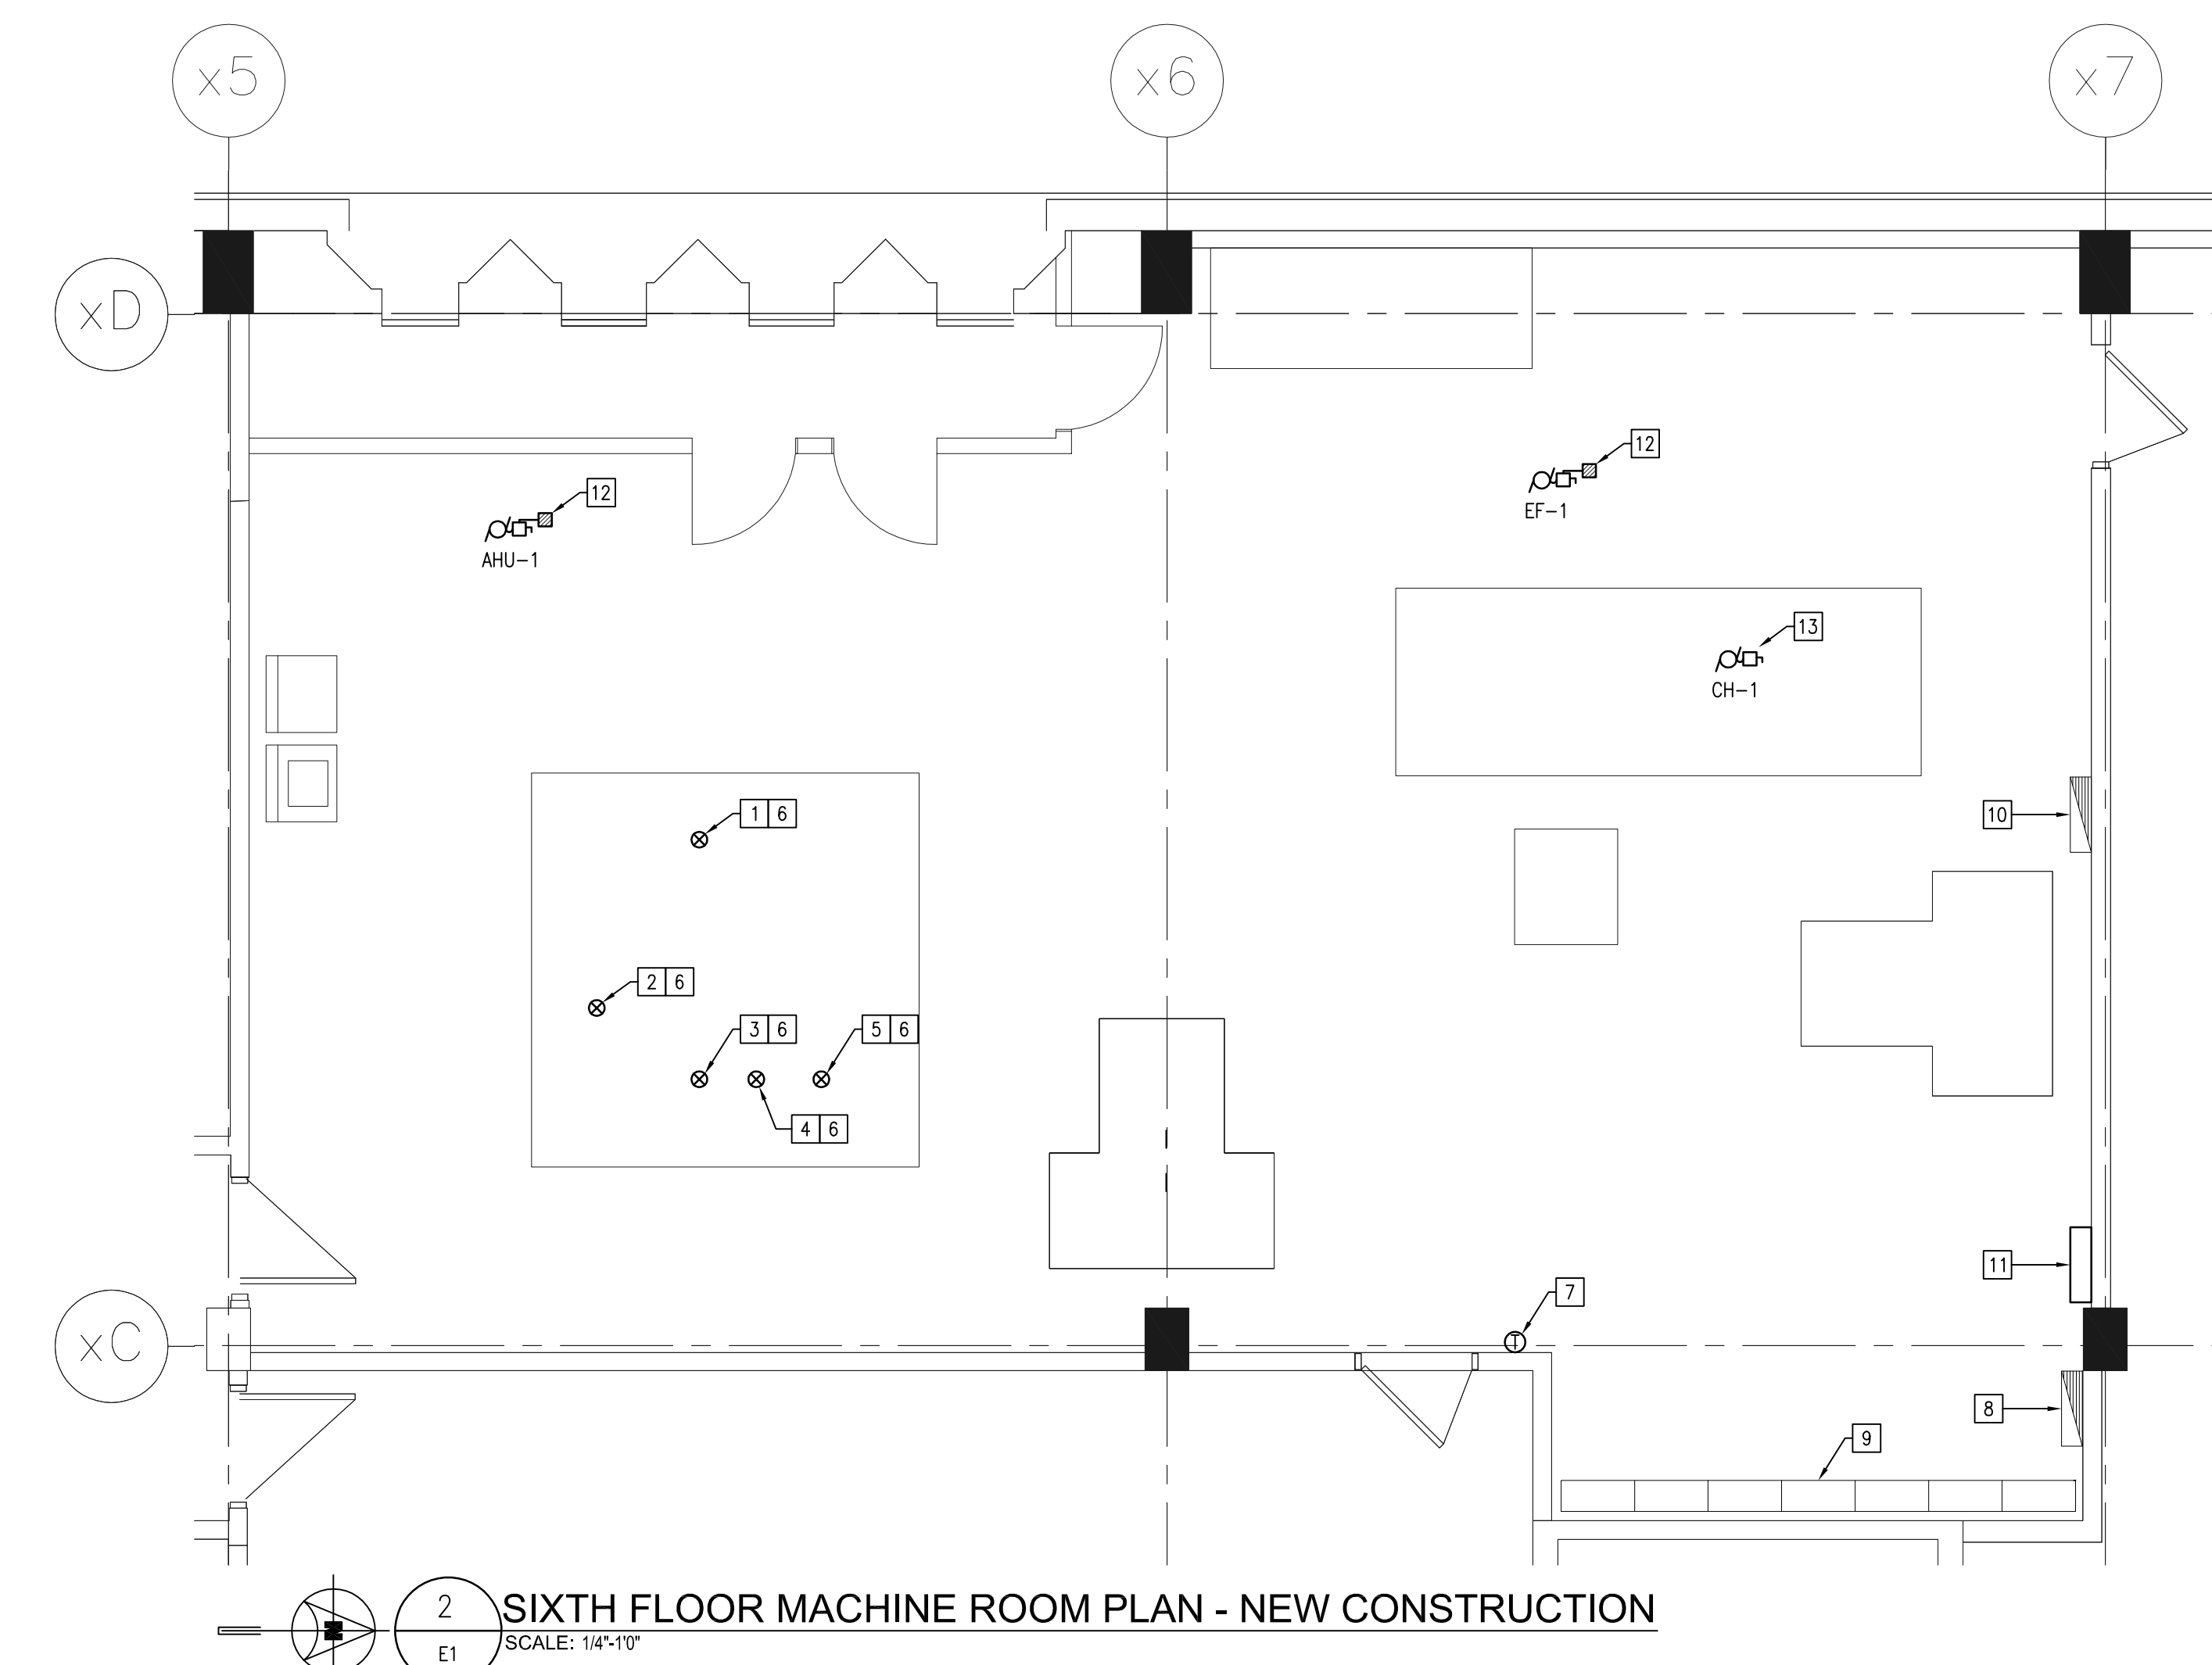 x5
x6
x7
xD
12
EF-1
12
AHU-1
13
CH-1
1 6
10
2 6
3 6
5 6
4 6
11
7
T
xC
8
9
N
2
E1
SIXTH FLOOR MACHINE ROOM PLAN - NEW CONSTRUCTION
SCALE: 1/4"-1'0"